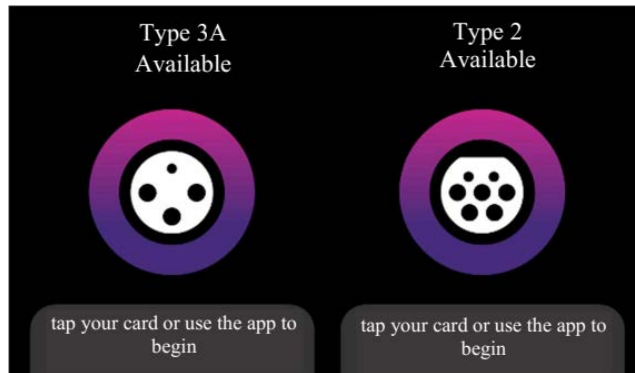 Type 3A
Available
Type 2
Available
tap your card or use the app to
begin
tap your card or use the app to
begin